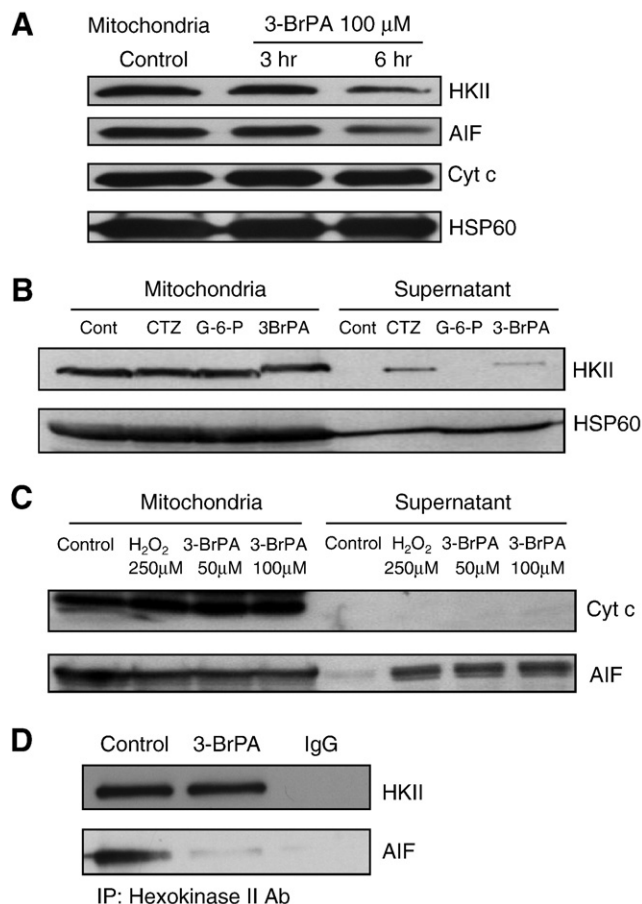 A
Mitochondria 3-BrPA 100 µM
Control 3 hr 6 hr
HKII
AIF
Cyt c
HSP60
B
Mitochondria Supernatant
Cont CTZ G-6-P 3BrPA Cont CTZ G-6-P 3-BrPA
HKII
HSP60
C
Mitochondria Supernatant
Control H₂O₂ 3-BrPA 3-BrPA Control H₂O₂ 3-BrPA 3-BrPA
250µM 50µM 100µM 250µM 50µM 100µM
Cyt c
AIF
D
Control 3-BrPA IgG
HKII
AIF
IP: Hexokinase II Ab